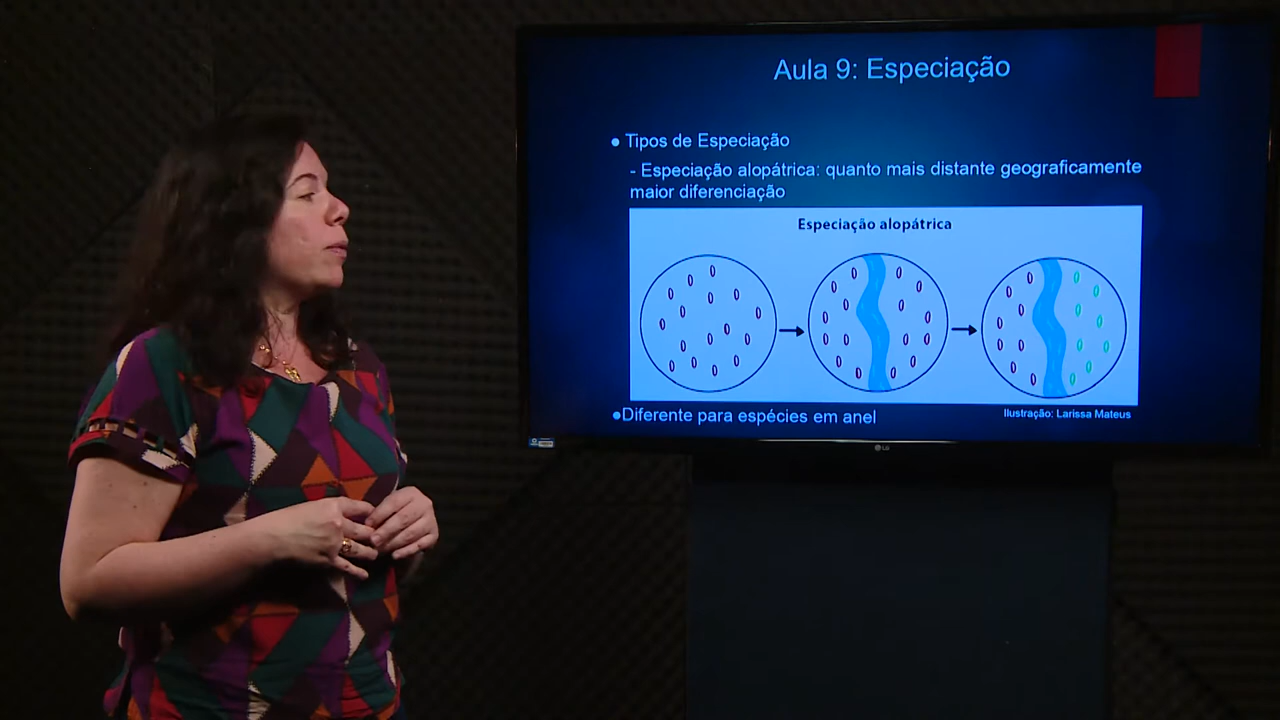 Aula 9: Especiação
● Tipos de Especiação
- Especiação alopátrica: quanto mais distante geograficamente
maior diferenciação
Especiação alopátrica
●Diferente para espécies em anel
Ilustração: Larissa Mateus
LG